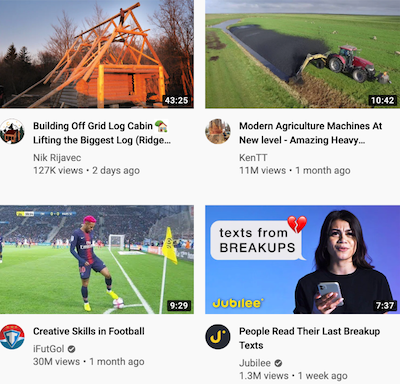 43:25
10:42
Building Off Grid Log Cabin 🏡
Lifting the Biggest Log (Ridge…
Nik Rijavec
127K views • 2 days ago
Modern Agriculture Machines At
New level - Amazing Heavy…
KenTT
11M views • 1 month ago
9:29
texts from
BREAKUPS
Jubilee
7:37
Creative Skills in Football
iFutGol
30M views • 1 month ago
People Read Their Last Breakup
Texts
Jubilee
1.3M views • 1 week ago